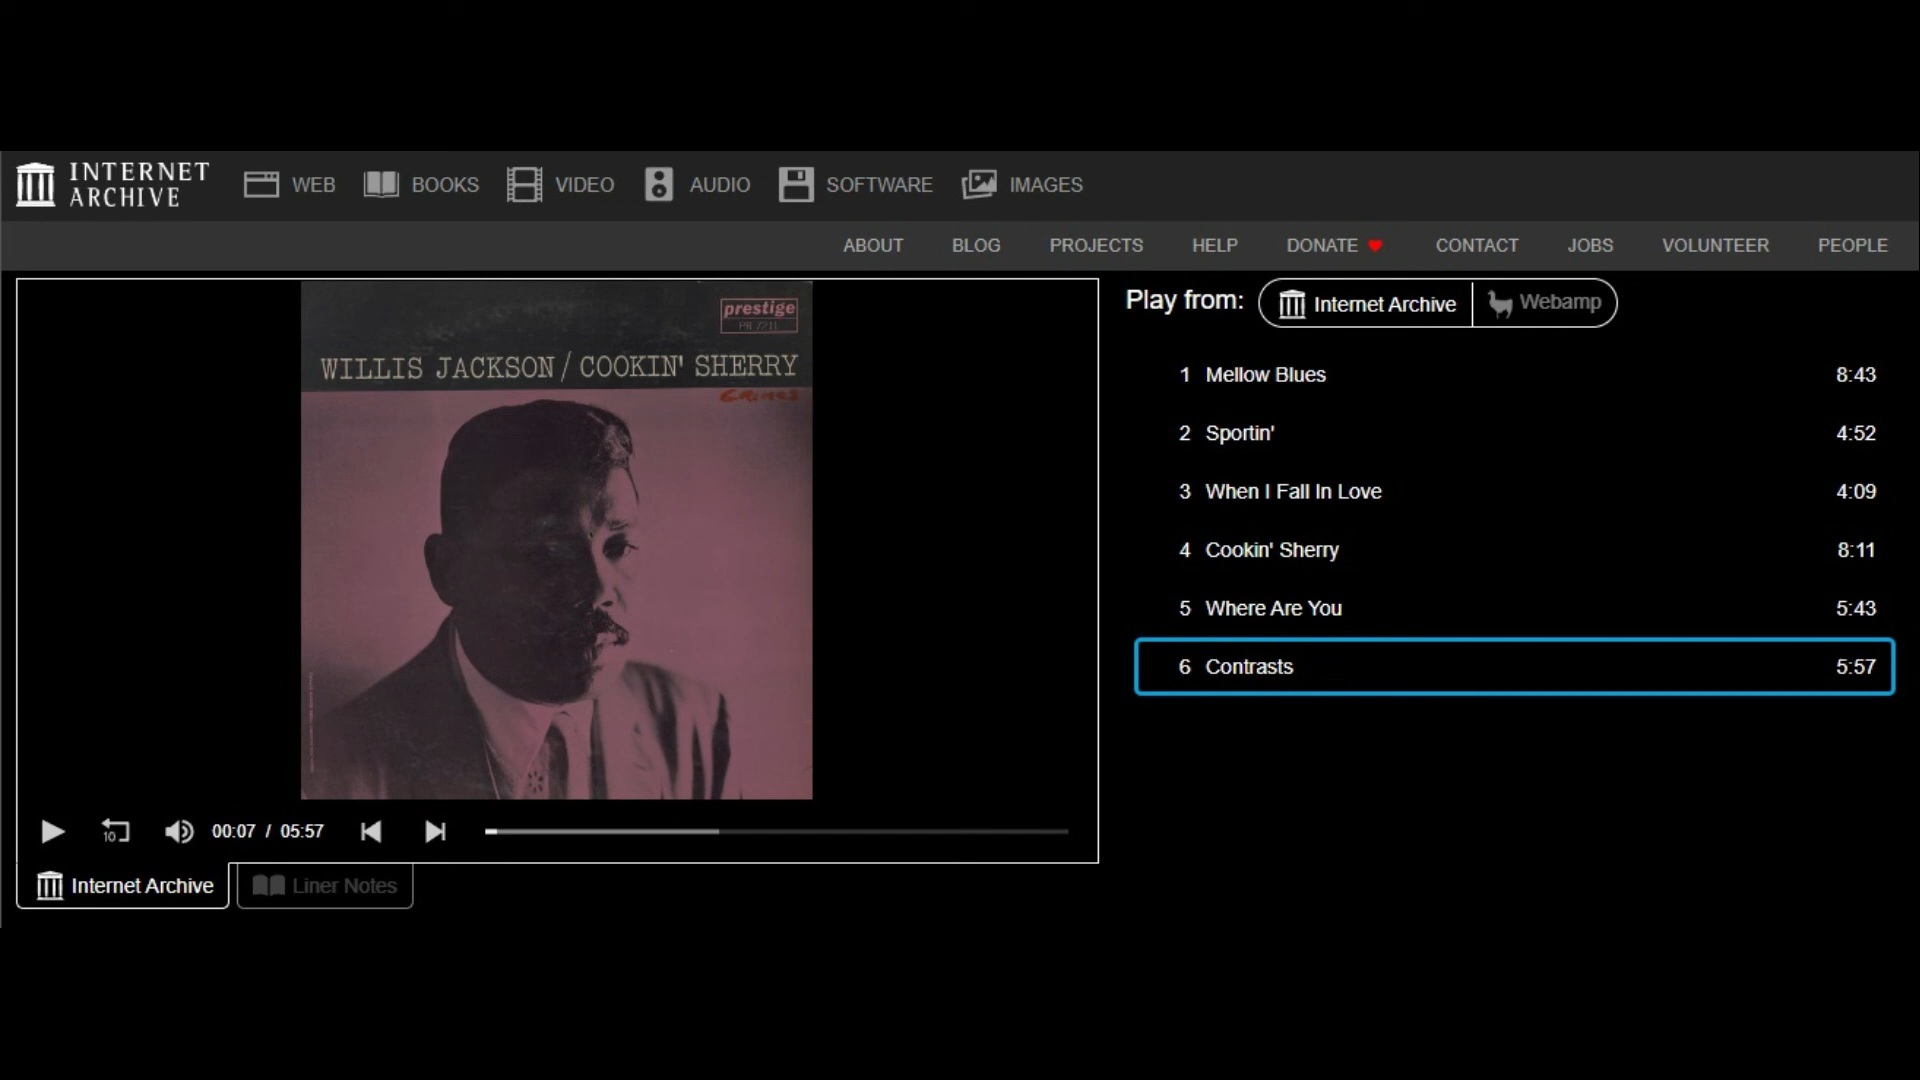 INTERNET
ARCHIVE
WEB BOOKS VIDEO AUDIO SOFTWARE IMAGES
ABOUT BLOG PROJECTS HELP DONATE CONTACT JOBS VOLUNTEER PEOPLE
prestige
PR 7211
WILLIS JACKSON / COOKIN' SHERRY
GRIMES
Play from: Internet Archive Webamp
1 Mellow Blues 8:43
2 Sportin' 4:52
3 When I Fall In Love 4:09
4 Cookin' Sherry 8:11
5 Where Are You 5:43
6 Contrasts 5:57
10 00:07 / 05:57
Internet Archive Liner Notes